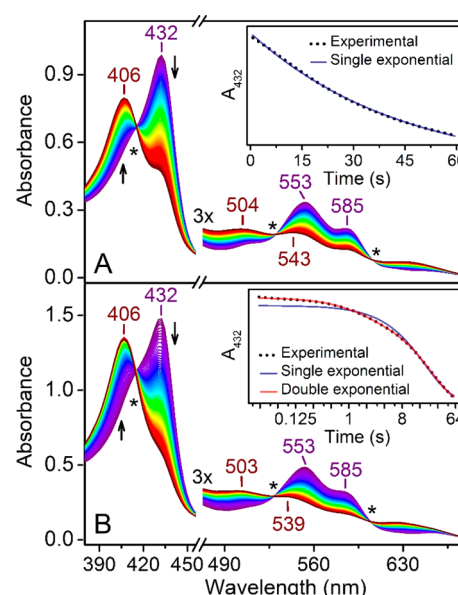 432
406
Absorbance
0.9
0.6
0.3
0.0
*
A
A432
Experimental
Single exponential
0 15 30 45 60
Time (s)
3x
504
*
553
585
543
*
432
406
Absorbance
1.5
1.0
0.5
0.0
*
B
A432
Experimental
Single exponential
Double exponential
0.125 1 8 64
Time (s)
3x
503
*
553
585
539
*
390 420 450 490 560 630
Wavelength (nm)